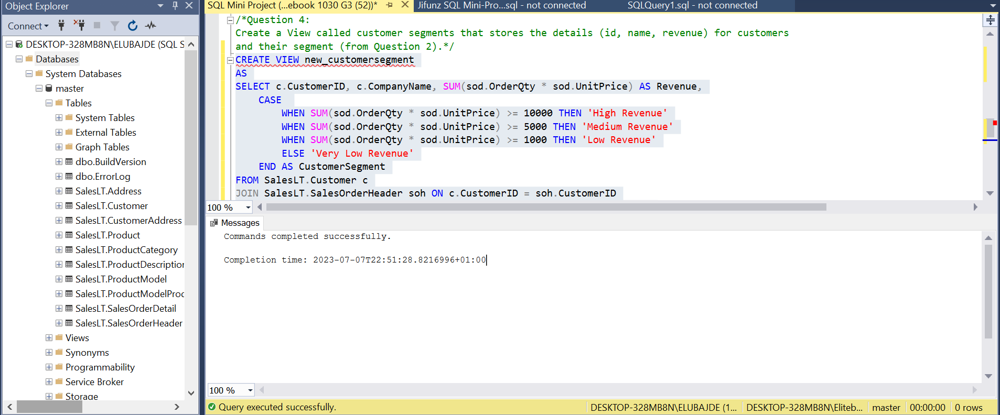 Object Explorer
Connect
DESKTOP-328MB8N\ELUBAJDE (SQL S
Databases
System Databases
master
Tables
System Tables
External Tables
Graph Tables
dbo.BuildVersion
dbo.ErrorLog
SalesLT.Address
SalesLT.Customer
SalesLT.CustomerAddress
SalesLT.Product
SalesLT.ProductCategory
SalesLT.ProductDescription
SalesLT.ProductModel
SalesLT.ProductModelProd
SalesLT.SalesOrderDetail
SalesLT.SalesOrderHeader
Views
Synonyms
Programmability
Service Broker
Storage
SQL Mini Project (...ebook 1030 G3 (52))*
Jifunz SQL Mini-Pro...sql - not connected
SQLQuery1.sql - not connected
/*Question 4:
Create a View called customer segments that stores the details (id, name, revenue) for customers
and their segment (from Question 2).*/
CREATE VIEW new_customersegment
AS
SELECT c.CustomerID, c.CompanyName, SUM(sod.OrderQty * sod.UnitPrice) AS Revenue,
CASE
WHEN SUM(sod.OrderQty * sod.UnitPrice) >= 10000 THEN 'High Revenue'
WHEN SUM(sod.OrderQty * sod.UnitPrice) >= 5000 THEN 'Medium Revenue'
WHEN SUM(sod.OrderQty * sod.UnitPrice) >= 1000 THEN 'Low Revenue'
ELSE 'Very Low Revenue'
END AS CustomerSegment
FROM SalesLT.Customer c
JOIN SalesLT.SalesOrderHeader soh ON c.CustomerID = soh.CustomerID
100 %
Messages
Commands completed successfully.
Completion time: 2023-07-07T22:51:28.8216996+01:00
100 %
Query executed successfully.
DESKTOP-328MB8N\ELUBAJDE (1...
DESKTOP-328MB8N\Eliteb...
master
00:00:00
0 rows